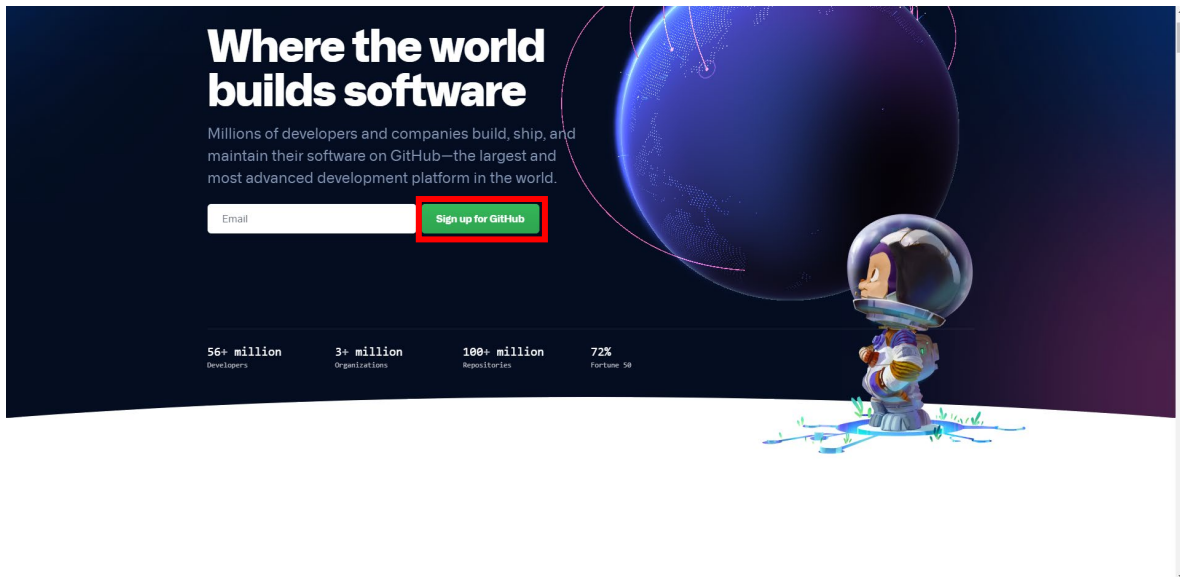 Where the world
builds software
Millions of developers and companies build, ship, and
maintain their software on GitHub—the largest and
most advanced development platform in the world.
Email
Sign up for GitHub
56+ million
Developers
3+ million
Organizations
100+ million
Repositories
72%
Fortune 50